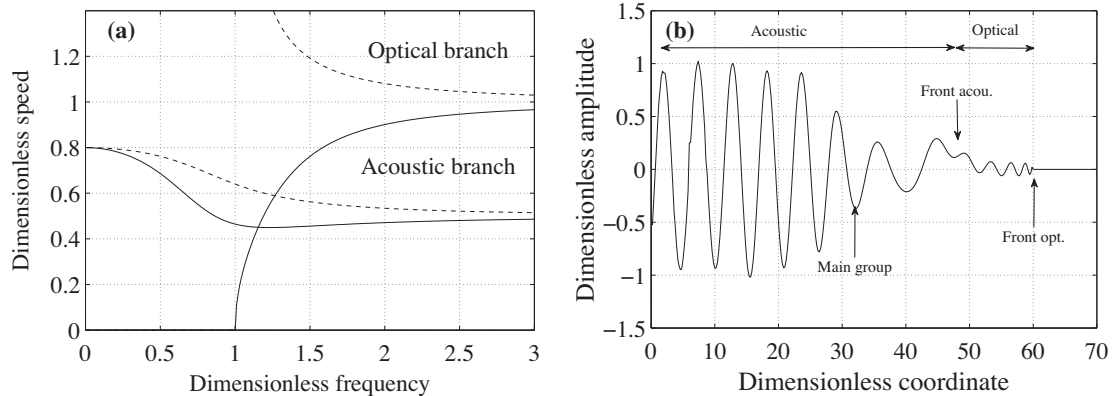 (a)
Optical branch
Acoustic branch
Dimensionless speed
1.2
1
0.8
0.6
0.4
0.2
0
0 0.5 1 1.5 2 2.5 3
Dimensionless frequency
(b)
Acoustic Optical
Front acou.
Main group
Front opt.
Dimensionless amplitude
1.5
1
0.5
0
−0.5
−1
−1.5
0 10 20 30 40 50 60 70
Dimensionless coordinate